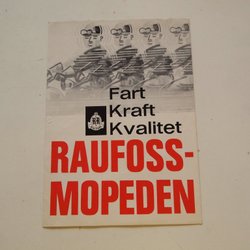 Fart
Kraft
Kvalitet
RAUFOSS-
MOPEDEN